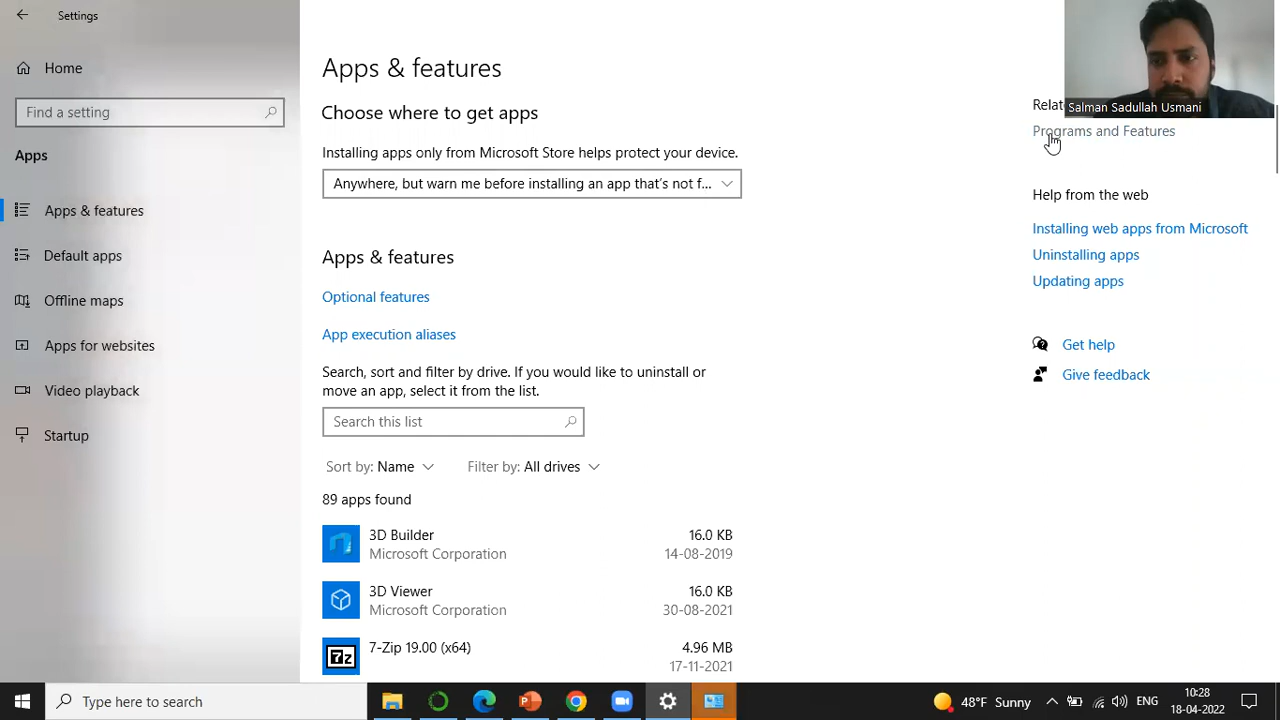 Settings
Home
Find a setting
Apps
Apps & features
Default apps
Offline maps
Apps for websites
Video playback
Startup
Apps & features
Choose where to get apps
Installing apps only from Microsoft Store helps protect your device.
Anywhere, but warn me before installing an app that's not f...
Apps & features
Optional features
App execution aliases
Search, sort and filter by drive. If you would like to uninstall or
move an app, select it from the list.
Search this list
Sort by: Name
Filter by: All drives
89 apps found
3D Builder
16.0 KB
Microsoft Corporation
14-08-2019
3D Viewer
16.0 KB
Microsoft Corporation
30-08-2021
7z
7-Zip 19.00 (x64)
4.96 MB
17-11-2021
Relat
Salman Sadullah Usmani
Programs and Features
Help from the web
Installing web apps from Microsoft
Uninstalling apps
Updating apps
Get help
Give feedback
Type here to search
48°F Sunny
ENG
10:28
18-04-2022